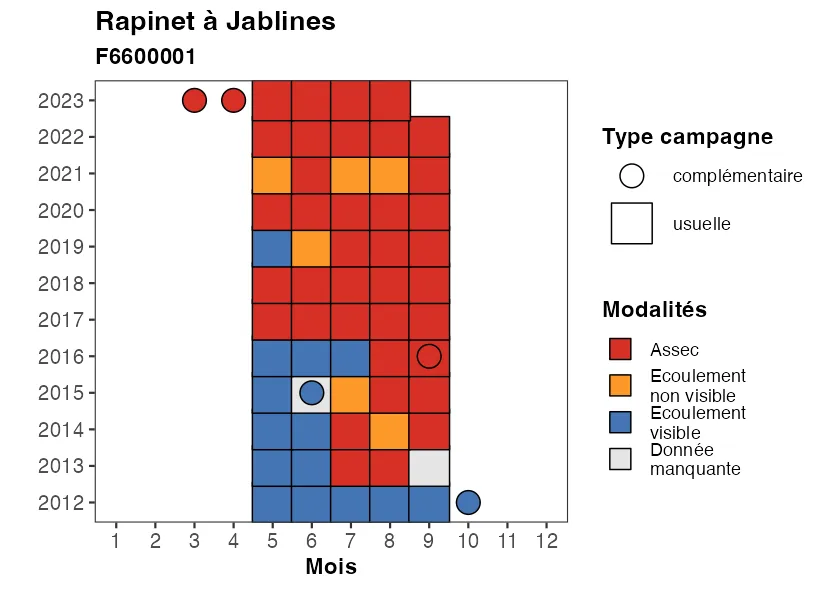 Rapinet à Jablines
F6600001
2023
2022
2021
2020
2019
2018
2017
2016
2015
2014
2013
2012
1 2 3 4 5 6 7 8 9 10 11 12
Mois
Type campagne
complémentaire
usuelle
Modalités
Assec
Ecoulement
non visible
Ecoulement
visible
Donnée
manquante